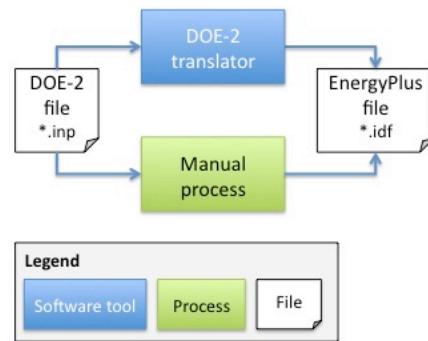 DOE-2
translator
DOE-2
file
*.inp
EnergyPlus
file
*.idf
Manual
process
Legend
Software tool
Process
File